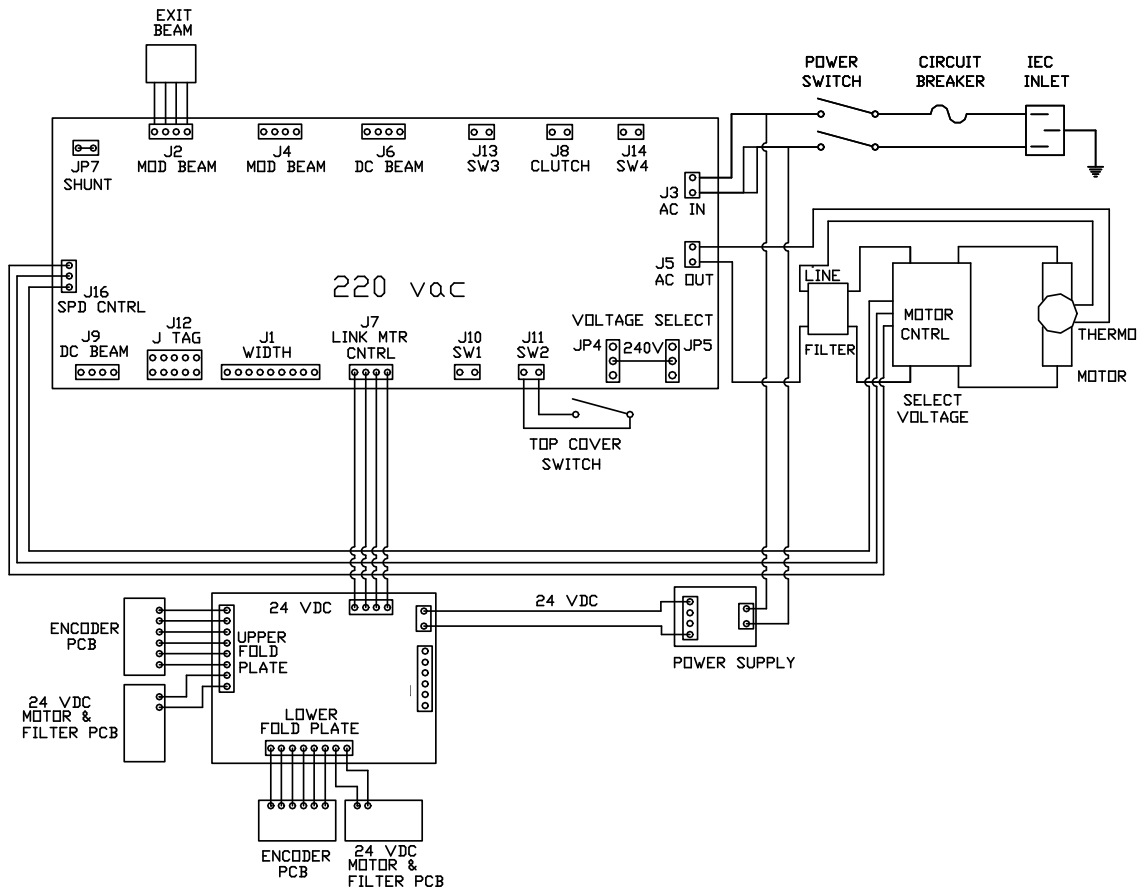 EXIT
BEAM
POWER
SWITCH
CIRCUIT
BREAKER
IEC
INLET
JP7
SHUNT
J2
MOD BEAM
J4
MOD BEAM
J6
DC BEAM
J13
SW3
J8
CLUTCH
J14
SW4
J3
AC IN
J5
AC OUT
J16
SPD CNTRL
220 vac
LINE
FILTER
MOTOR
CNTRL
THERMO
MOTOR
SELECT
VOLTAGE
J9
DC BEAM
J12
J TAG
J1
WIDTH
J7
LINK MTR
CNTRL
J10
SW1
J11
SW2
VOLTAGE SELECT
JP4
240V
JP5
TOP COVER
SWITCH
24 VDC
24 VDC
POWER SUPPLY
ENCODER
PCB
UPPER
FOLD
PLATE
24 VDC
MOTOR &
FILTER PCB
LOWER
FOLD PLATE
ENCODER
PCB
24 VDC
MOTOR &
FILTER PCB